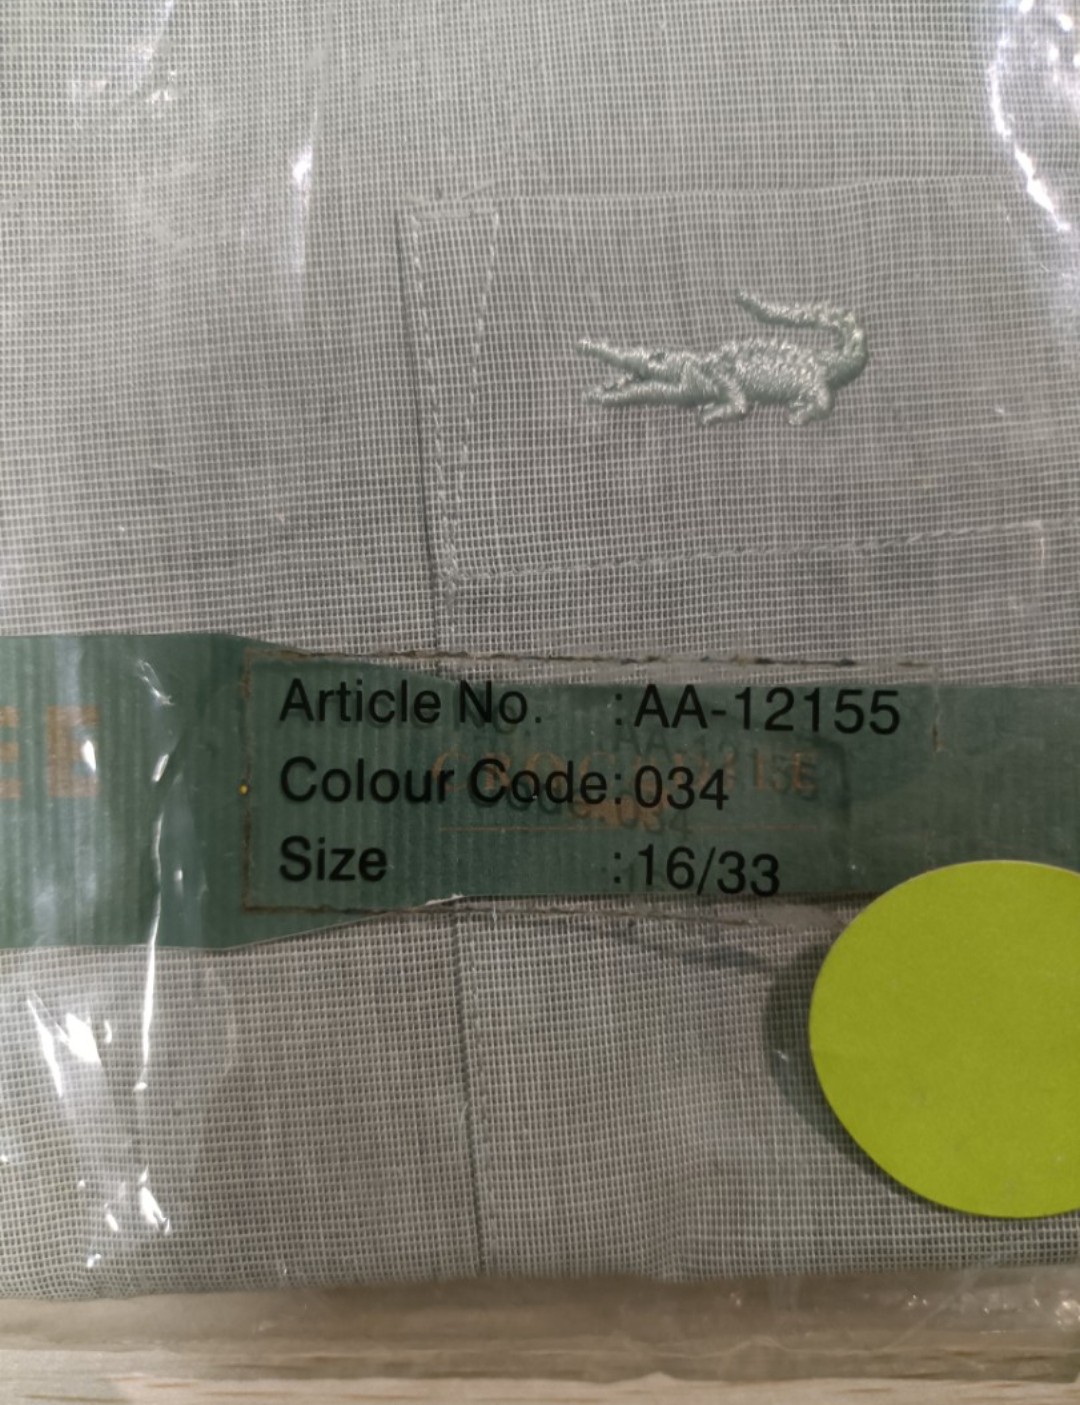 Article No. :AA-12155
Colour Code:034
Size :16/33